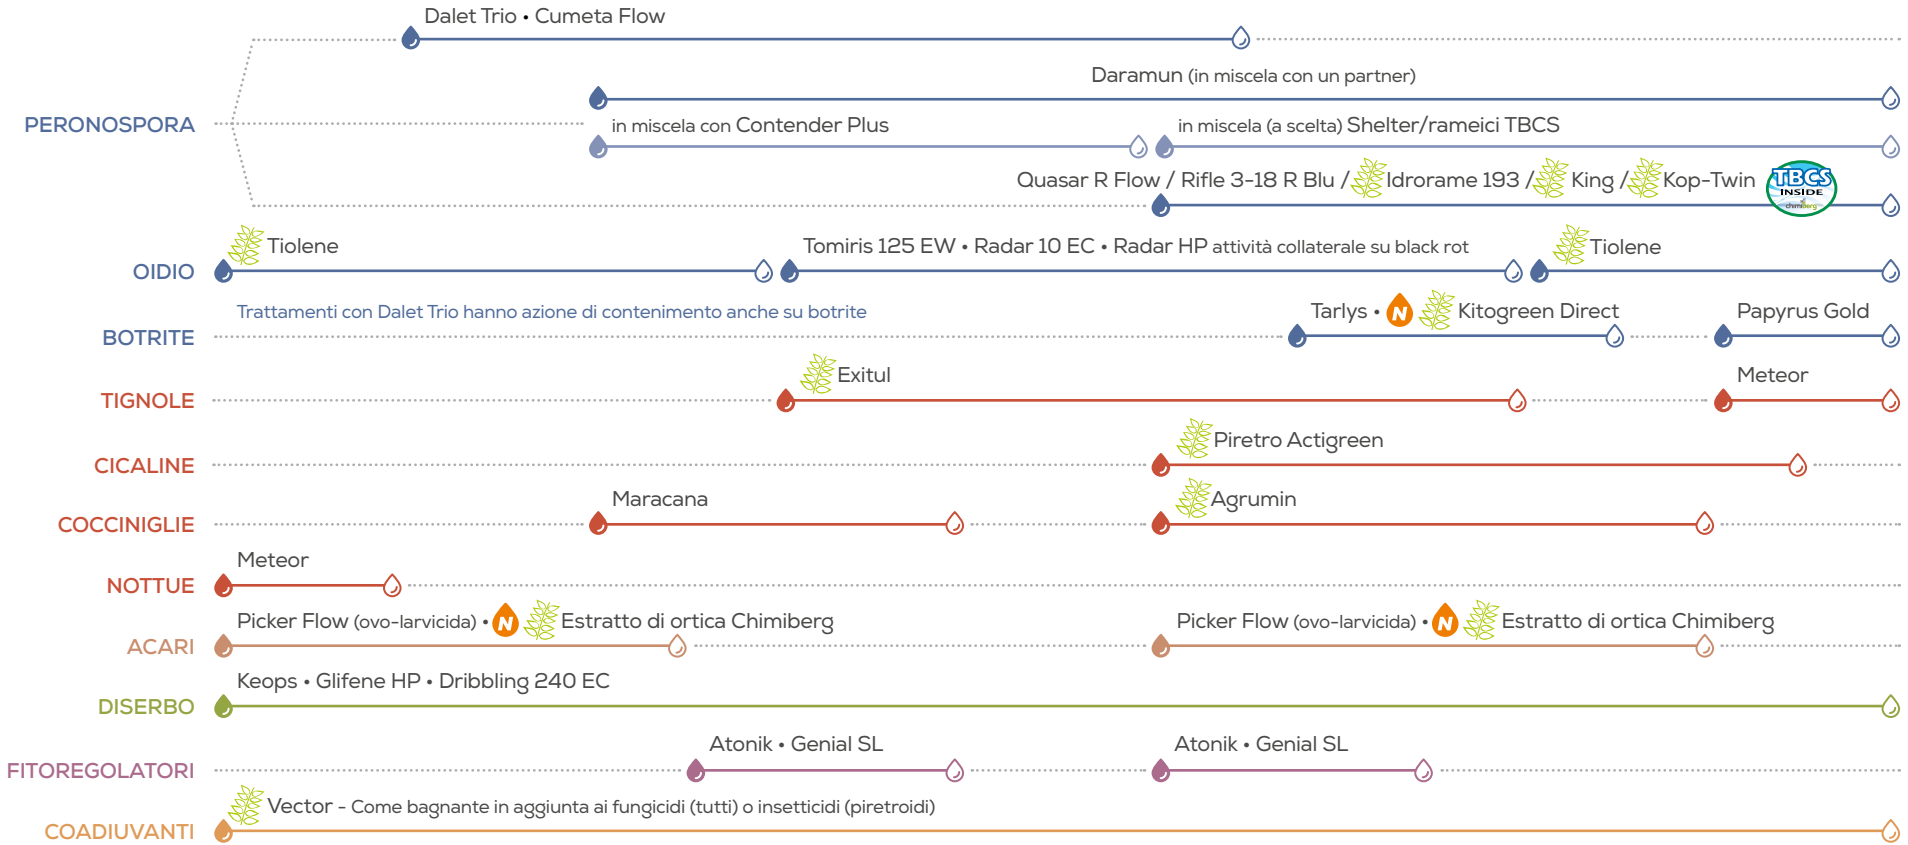 Dalet Trio • Cumeta Flow
Daramun (in miscela con un partner)
PERONOSPORA
in miscela con Contender Plus
in miscela (a scelta) Shelter/rameici TBCS
Quasar R Flow / Rifle 3-18 R Blu / Idrorame 193 / King / Kop-Twin
TBCS
INSIDE
chimiberg
Tiolene
Tomiris 125 EW • Radar 10 EC • Radar HP attività collaterale su black rot
Tiolene
OIDIO
Trattamenti con Dalet Trio hanno azione di contenimento anche su botrite
Tarlys • N Kitogreen Direct
Papyrus Gold
BOTRITE
Exitul
Meteor
TIGNOLE
Piretro Actigreen
CICALINE
Maracana
Agrumin
COCCINIGLIE
Meteor
NOTTUE
Picker Flow (ovo-larvicida) • N Estratto di ortica Chimiberg
Picker Flow (ovo-larvicida) • N Estratto di ortica Chimiberg
ACARI
Keops • Glifene HP • Dribbling 240 EC
DISERBO
Atonik • Genial SL
Atonik • Genial SL
FITOREGOLATORI
Vector - Come bagnante in aggiunta ai fungicidi (tutti) o insetticidi (piretroidi)
COADIUVANTI